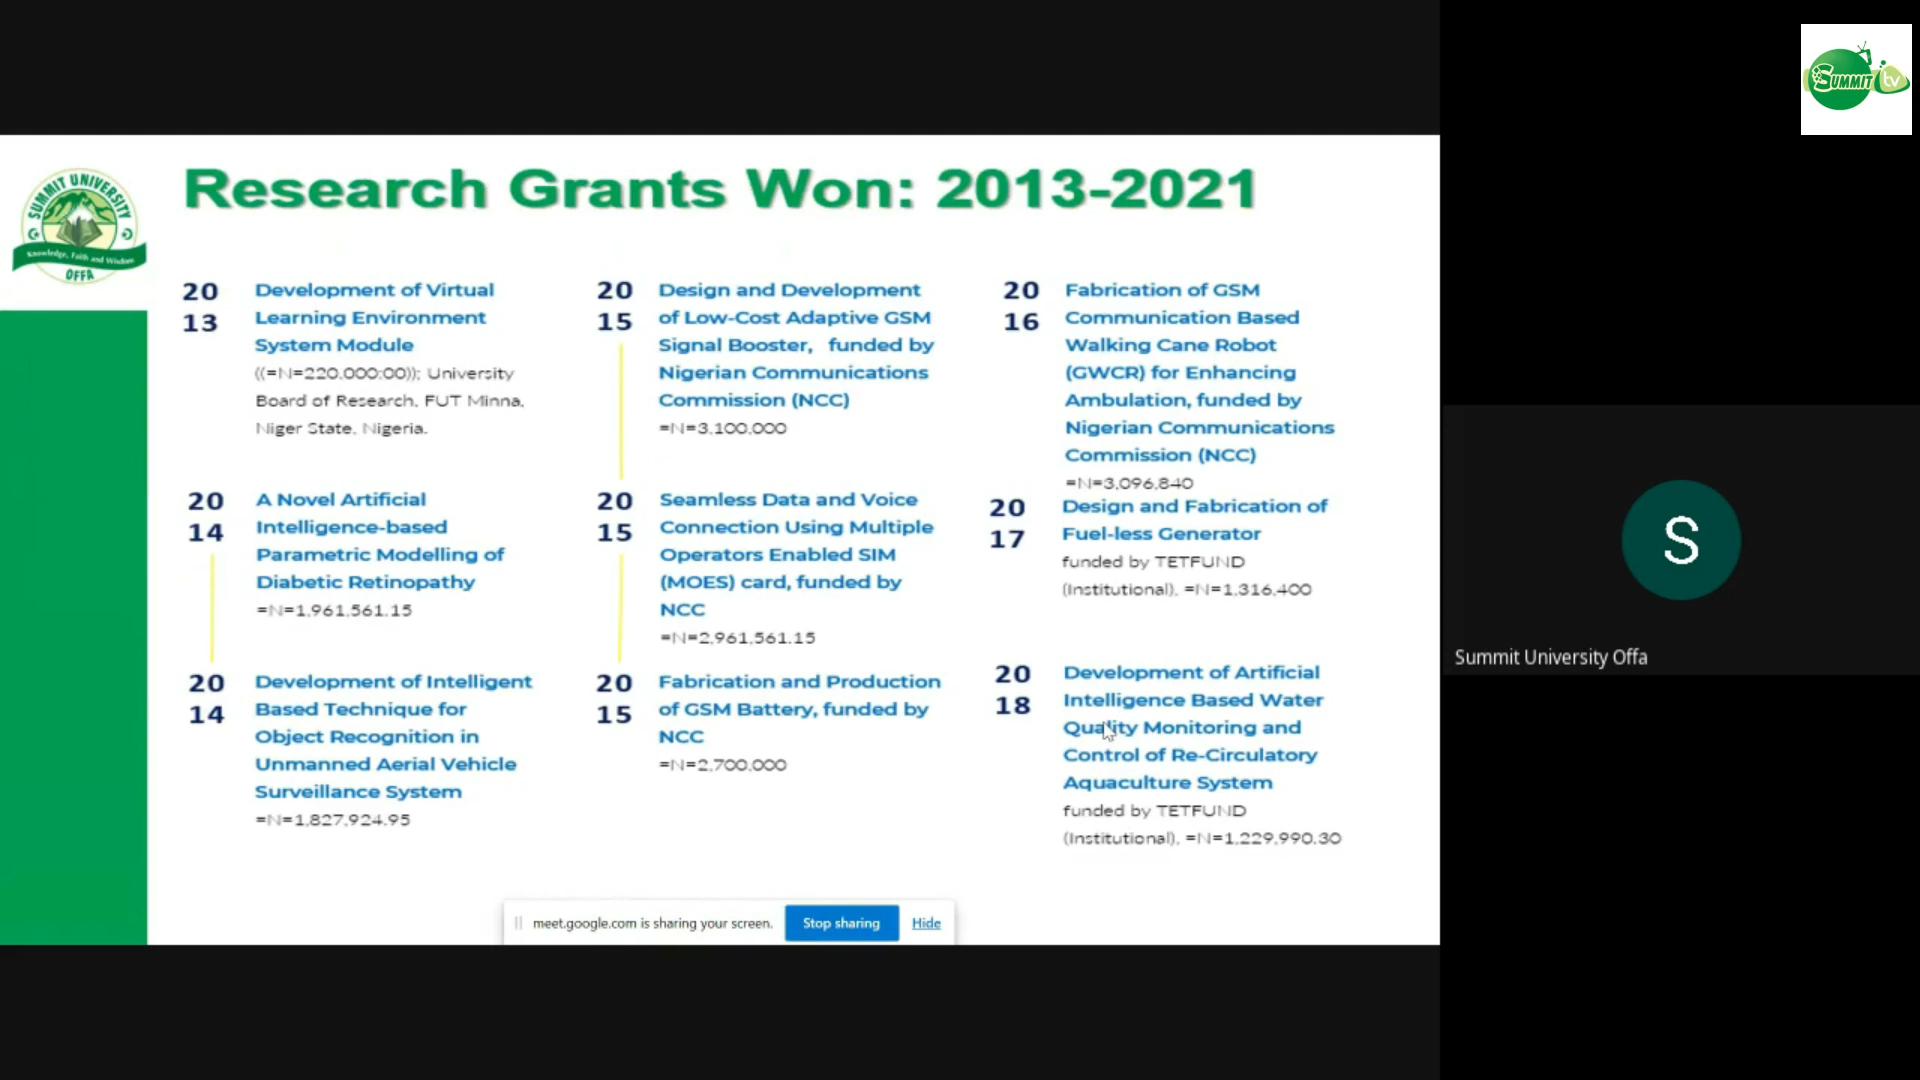 SUMMIT tv
SUMMIT UNIVERSITY
Knowledge, Faith and Wisdom
OFFA
Research Grants Won: 2013-2021
20
13
Development of Virtual
Learning Environment
System Module
((=N=220,000:00)); University
Board of Research, FUT Minna,
Niger State, Nigeria.
20
14
A Novel Artificial
Intelligence-based
Parametric Modelling of
Diabetic Retinopathy
=N=1,961,561.15
20
14
Development of Intelligent
Based Technique for
Object Recognition in
Unmanned Aerial Vehicle
Surveillance System
=N=1,827,924.95
20
15
Design and Development
of Low-Cost Adaptive GSM
Signal Booster, funded by
Nigerian Communications
Commission (NCC)
=N=3,100,000
20
15
Seamless Data and Voice
Connection Using Multiple
Operators Enabled SIM
(MOES) card, funded by
NCC
=N=2,961,561.15
20
15
Fabrication and Production
of GSM Battery, funded by
NCC
=N=2,700,000
20
16
Fabrication of GSM
Communication Based
Walking Cane Robot
(GWCR) for Enhancing
Ambulation, funded by
Nigerian Communications
Commission (NCC)
=N=3,096,840
20
17
Design and Fabrication of
Fuel-less Generator
funded by TETFUND
(Institutional), =N=1,316,400
20
18
Development of Artificial
Intelligence Based Water
Quality Monitoring and
Control of Re-Circulatory
Aquaculture System
funded by TETFUND
(Institutional), =N=1,229,990.30
meet.google.com is sharing your screen.
Stop sharing
Hide
S
Summit University Offa